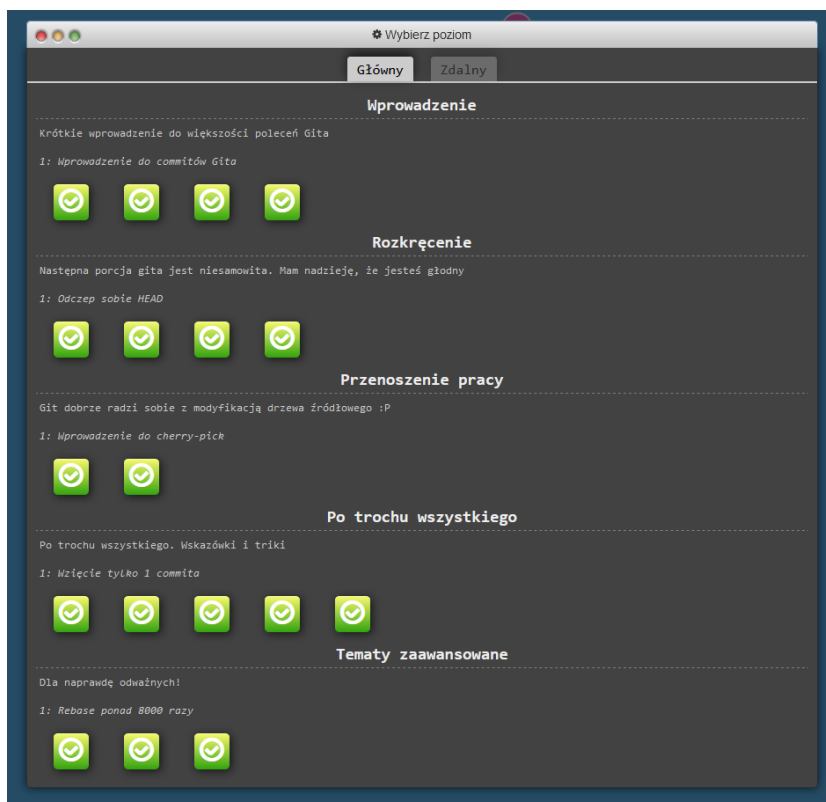 Wybierz poziom
Główny Zdalny
Wprowadzenie
Krótkie wprowadzenie do większości poleceń Gita
1: Wprowadzenie do commitów Gita
Rozkręcenie
Następna porcja gita jest niesamowita. Mam nadzieję, że jesteś głodny
1: Odczep sobie HEAD
Przenoszenie pracy
Git dobrze radzi sobie z modyfikacją drzewa źródłowego :P
1: Wprowadzenie do cherry-pick
Po trochu wszystkiego
Po trochu wszystkiego. Wskazówki i triki
1: Wzięcie tylko 1 commita
Tematy zaawansowane
Dla naprawdę odważnych!
1: Rebase ponad 8000 razy